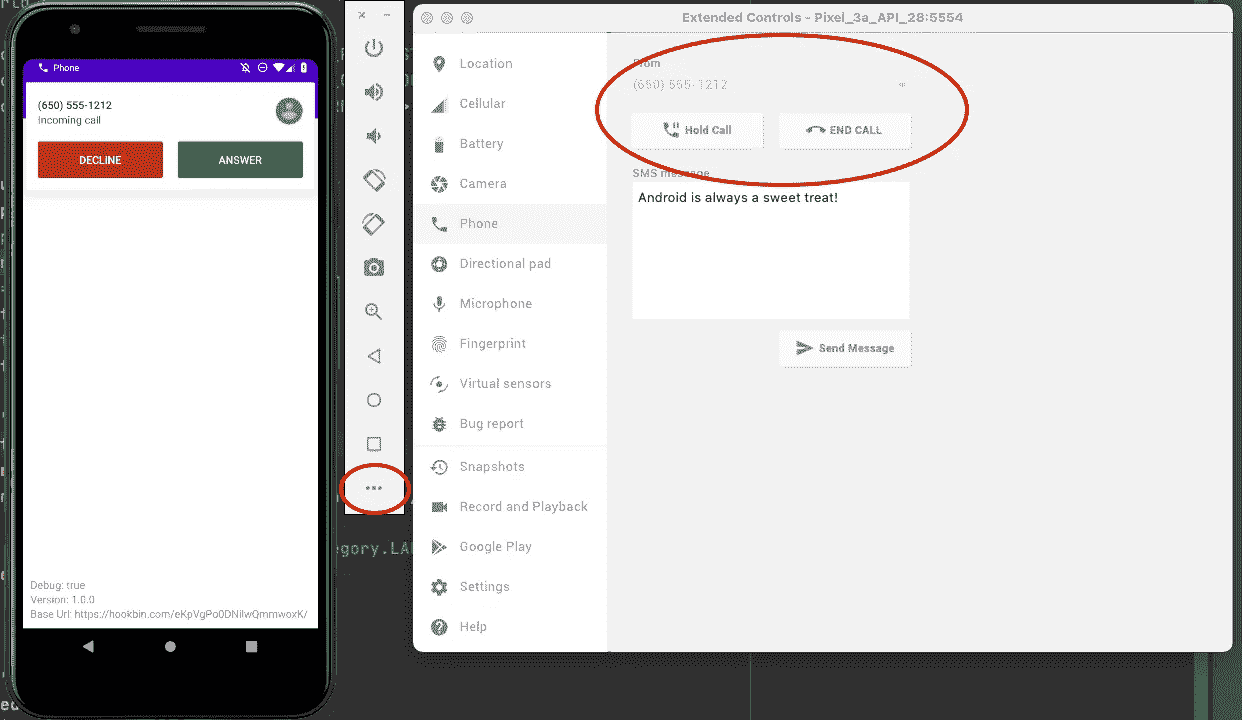 Phone
(650) 555-1212
Incoming call
DECLINE
ANSWER
Debug: true
Version: 1.0.0
Base Url: https://hookbin.com/eKpVgPo0DNilwQmmwoxK/
Extended Controls - Pixel_3a_API_28:5554
Location
Cellular
Battery
Camera
Phone
Directional pad
Microphone
Fingerprint
Virtual sensors
Bug report
Snapshots
Record and Playback
Google Play
Settings
Help
From
(650) 555-1212
Hold Call
END CALL
SMS message
Android is always a sweet treat!
Send Message
egory.LA